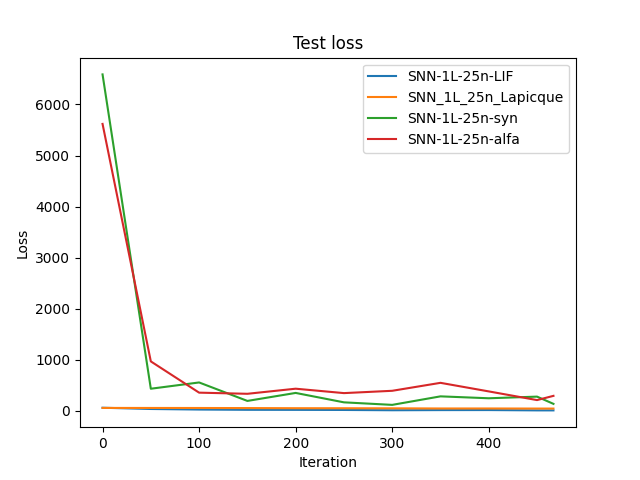 Test loss
SNN-1L-25n-LIF
SNN_1L_25n_Lapicque
SNN-1L-25n-syn
SNN-1L-25n-alfa
Loss
6000
5000
4000
3000
2000
1000
0
0 100 200 300 400
Iteration